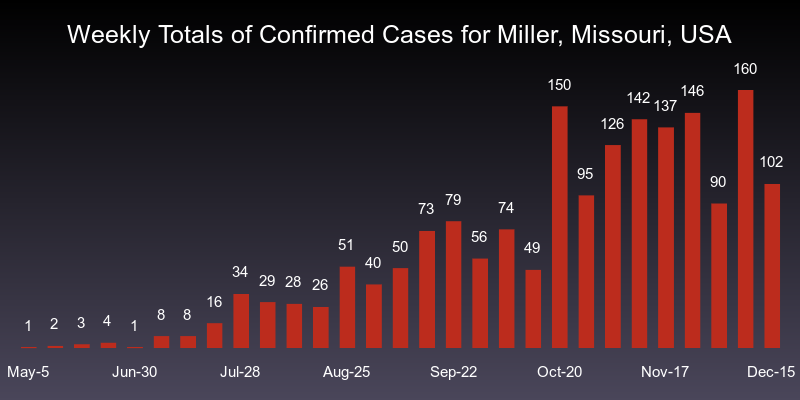 Weekly Totals of Confirmed Cases for Miller, Missouri, USA
1 2 3 4 1 8 8 16 34 29 28 26 51 40 50 73 79 56 74 49 150 95 126 142 137 146 90 160 102
May-5 Jun-30 Jul-28 Aug-25 Sep-22 Oct-20 Nov-17 Dec-15